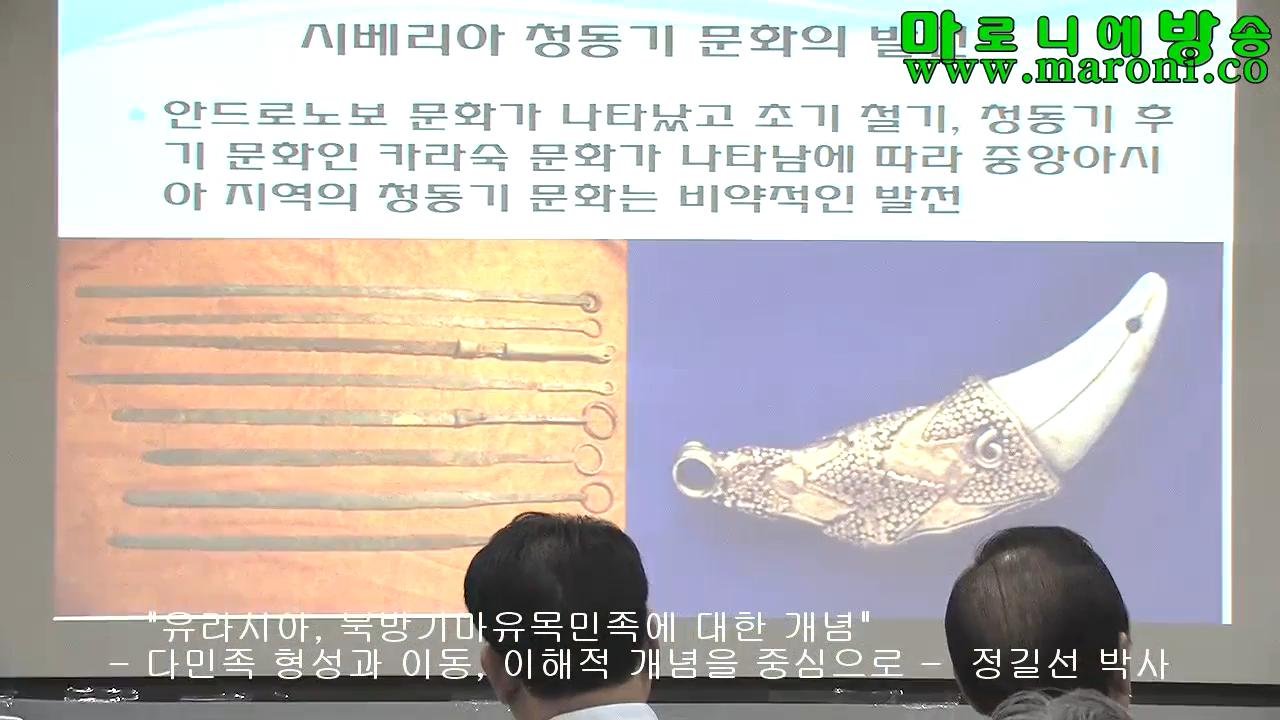 시베리아 청동기 문화의
마로니에방송
www.maroni.co
안드로노보 문화가 나타났고 초기 철기, 청동기 후
기 문화인 카라숙 문화가 나타남에 따라 중앙아시
아 지역의 청동기 문화는 비약적인 발전
"유라시아, 북방기마유목민족에 대한 개념"
- 다민족 형성과 이동, 이해적 개념을 중심으로 - 정길선 박사